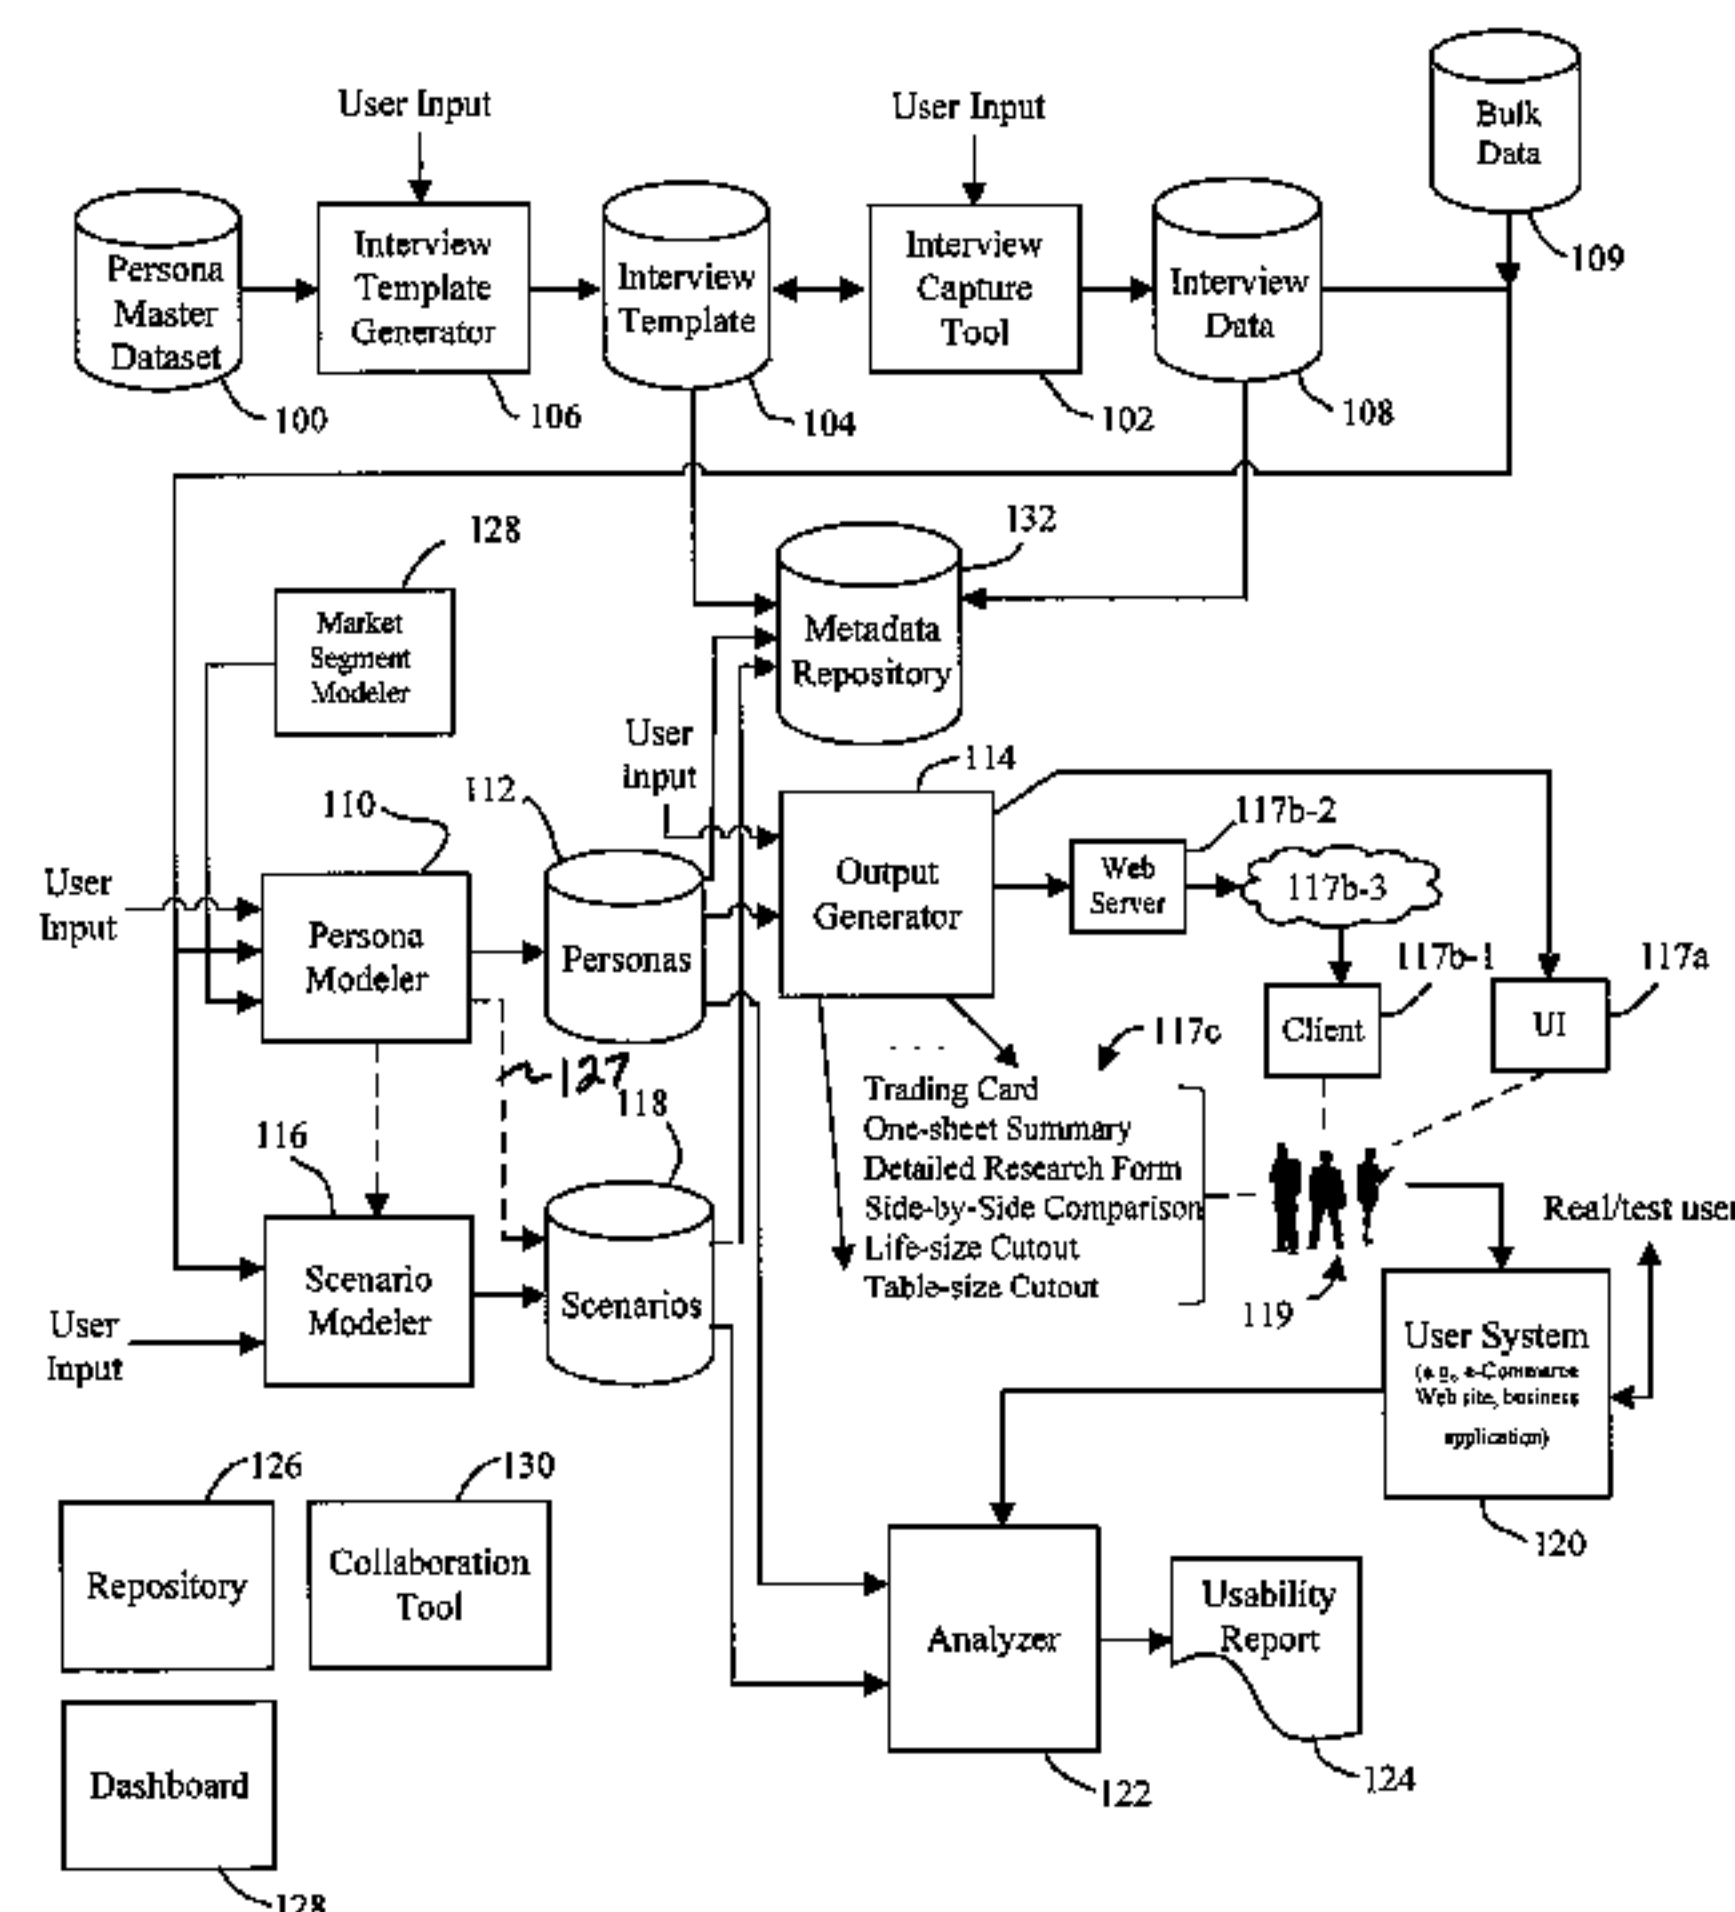 User Input
User Input
Bulk
Data
109
Persona
Master
Dataset
100
Interview
Template
Generator
106
Interview
Template
104
Interview
Capture
Tool
102
Interview
Data
108
128
Market
Segment
Modeler
132
Metadata
Repository
User
input
114
Output
Generator
117b-2
Web
Server
117b-3
117b-1
Client
117a
UI
110
112
User
Input
Persona
Modeler
Personas
127
117c
. . .
Trading Card
One-sheet Summary
Detailed Research Form
Side-by-Side Comparison
Life-size Cutout
Table-size Cutout
119
Real/test user
116
118
Scenario
Modeler
User
Input
Scenarios
User System
(e.g., e-Commerce
Web site, business
application)
120
126
Repository
130
Collaboration
Tool
Analyzer
122
Usability
Report
124
Dashboard
128